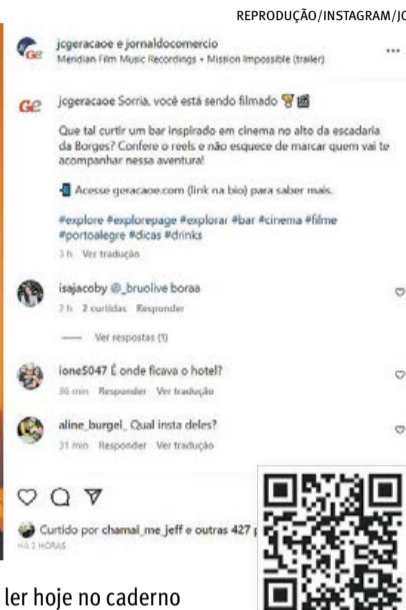 REPRODUÇÃO/INSTAGRAM/JC
jcgeracaoe e jornaldocomercio
Meridian Film Music Recordings • Mission Impossible (trailer)
Ge
Ge jcgeracaoe Sorria, você está sendo filmado
Que tal curtir um bar inspirado em cinema no alto da escadaria
da Borges? Confere o reels e não esquece de marcar quem vai te
acompanhar nessa aventura!
Acesse geracaoe.com (link na bio) para saber mais.
#explore #explorepage #explorar #bar #cinema #filme
#portoalegre #dicas #drinks
3 h Ver tradução
isajacoby @_bruolive boraa
2 h 2 curtidas Responder
Ver respostas (1)
ione5047 É onde ficava o hotel?
36 min Responder Ver tradução
aline_burgel_ Qual insta deles?
31 min Responder Ver tradução
Curtido por chamal_me_jeff e outras 427 p
HÁ 3 HORAS
ler hoje no caderno